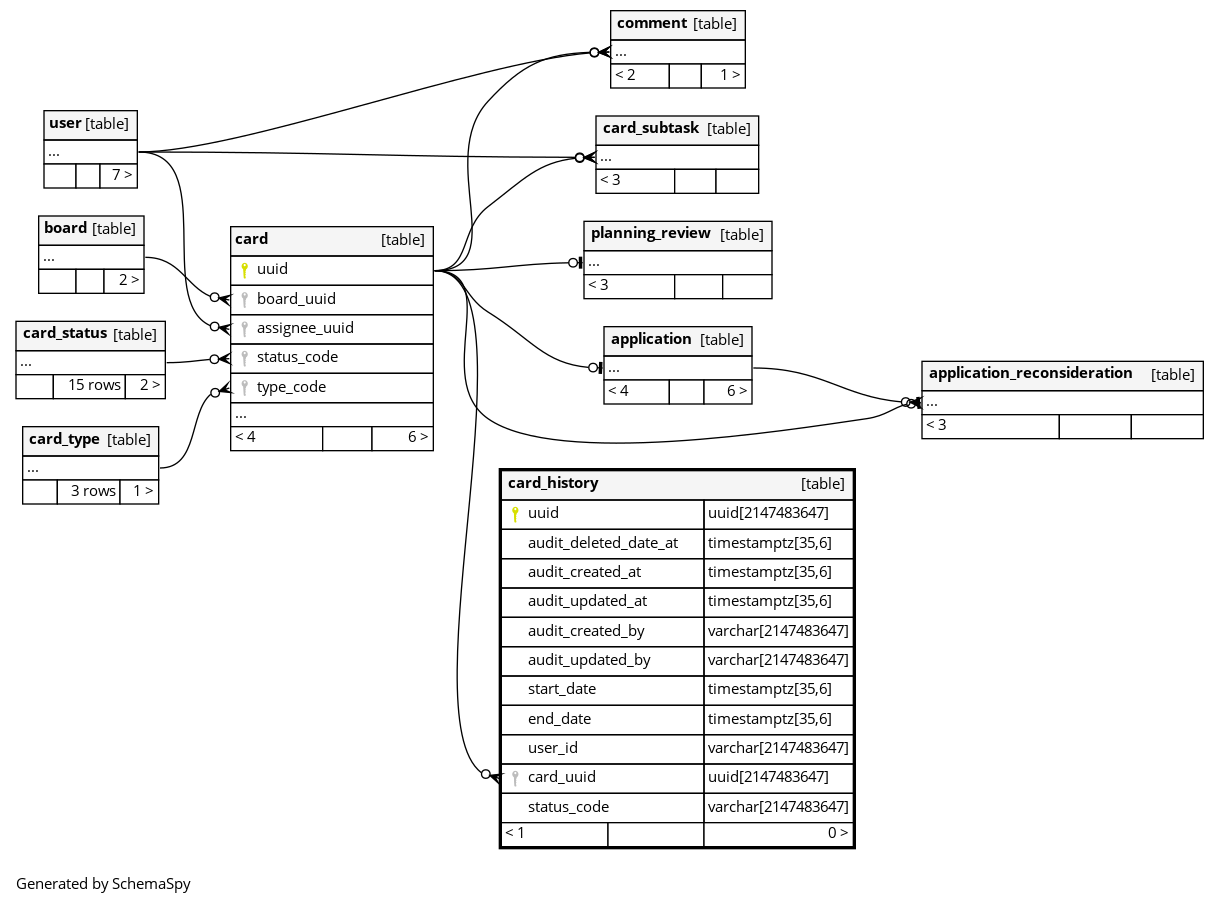 comment [table]
...
< 2 1 >
user [table]
...
7 >
card_subtask [table]
...
< 3
board [table]
...
2 >
card [table]
uuid
board_uuid
assignee_uuid
status_code
type_code
...
< 4 6 >
planning_review [table]
...
< 3
card_status [table]
...
15 rows 2 >
application [table]
...
< 4 6 >
application_reconsideration [table]
...
< 3
card_type [table]
...
3 rows 1 >
card_history [table]
uuid uuid[2147483647]
audit_deleted_date_at timestamptz[35,6]
audit_created_at timestamptz[35,6]
audit_updated_at timestamptz[35,6]
audit_created_by varchar[2147483647]
audit_updated_by varchar[2147483647]
start_date timestamptz[35,6]
end_date timestamptz[35,6]
user_id varchar[2147483647]
card_uuid uuid[2147483647]
status_code varchar[2147483647]
< 1 0 >
Generated by SchemaSpy